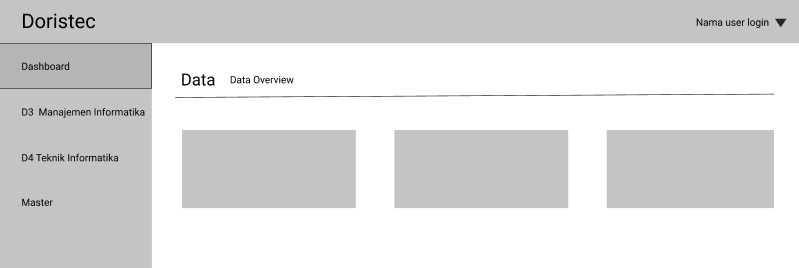 Doristec
Nama user login
Dashboard
D3 Manajemen Informatika
D4 Teknik Informatika
Master
Data
Data Overview